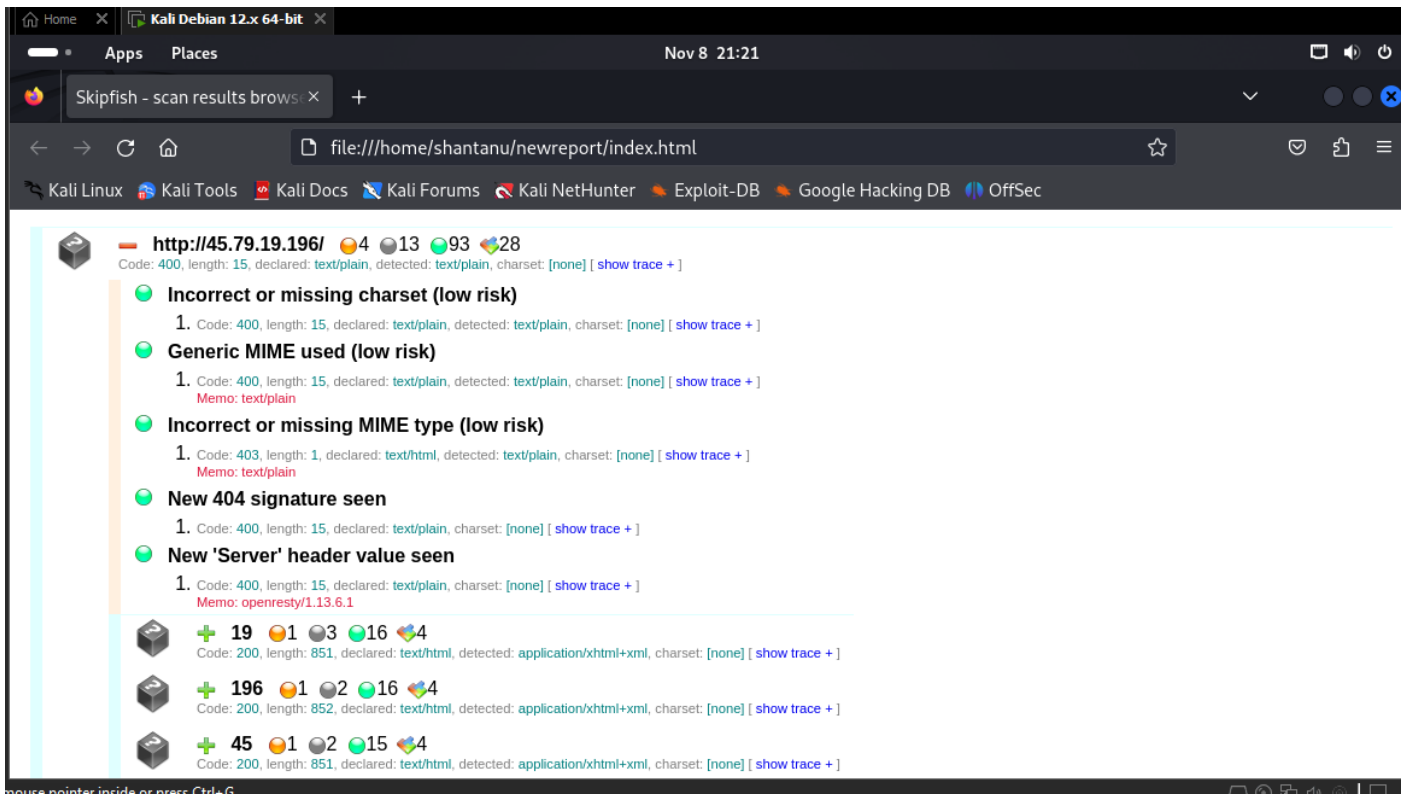 Home
Kali Debian 12.x 64-bit
Apps Places Nov 8 21:21
Skipfish - scan results brows
file:///home/shantanu/newreport/index.html
Kali Linux Kali Tools Kali Docs Kali Forums Kali NetHunter Exploit-DB Google Hacking DB OffSec
http://45.79.19.196/ 4 13 93 28
Code: 400, length: 15, declared: text/plain, detected: text/plain, charset: [none] [ show trace + ]
Incorrect or missing charset (low risk)
1. Code: 400, length: 15, declared: text/plain, detected: text/plain, charset: [none] [ show trace + ]
Generic MIME used (low risk)
1. Code: 400, length: 15, declared: text/plain, detected: text/plain, charset: [none] [ show trace + ]
Memo: text/plain
Incorrect or missing MIME type (low risk)
1. Code: 403, length: 1, declared: text/html, detected: text/plain, charset: [none] [ show trace + ]
Memo: text/plain
New 404 signature seen
1. Code: 400, length: 15, declared: text/plain, charset: [none] [ show trace + ]
New 'Server' header value seen
1. Code: 400, length: 15, declared: text/plain, charset: [none] [ show trace + ]
Memo: openresty/1.13.6.1
19 1 3 16 4
Code: 200, length: 851, declared: text/html, detected: application/xhtml+xml, charset: [none] [ show trace + ]
196 1 2 16 4
Code: 200, length: 852, declared: text/html, detected: application/xhtml+xml, charset: [none] [ show trace + ]
45 1 2 15 4
Code: 200, length: 851, declared: text/html, detected: application/xhtml+xml, charset: [none] [ show trace + ]
mouse pointer inside or press Ctrl+G